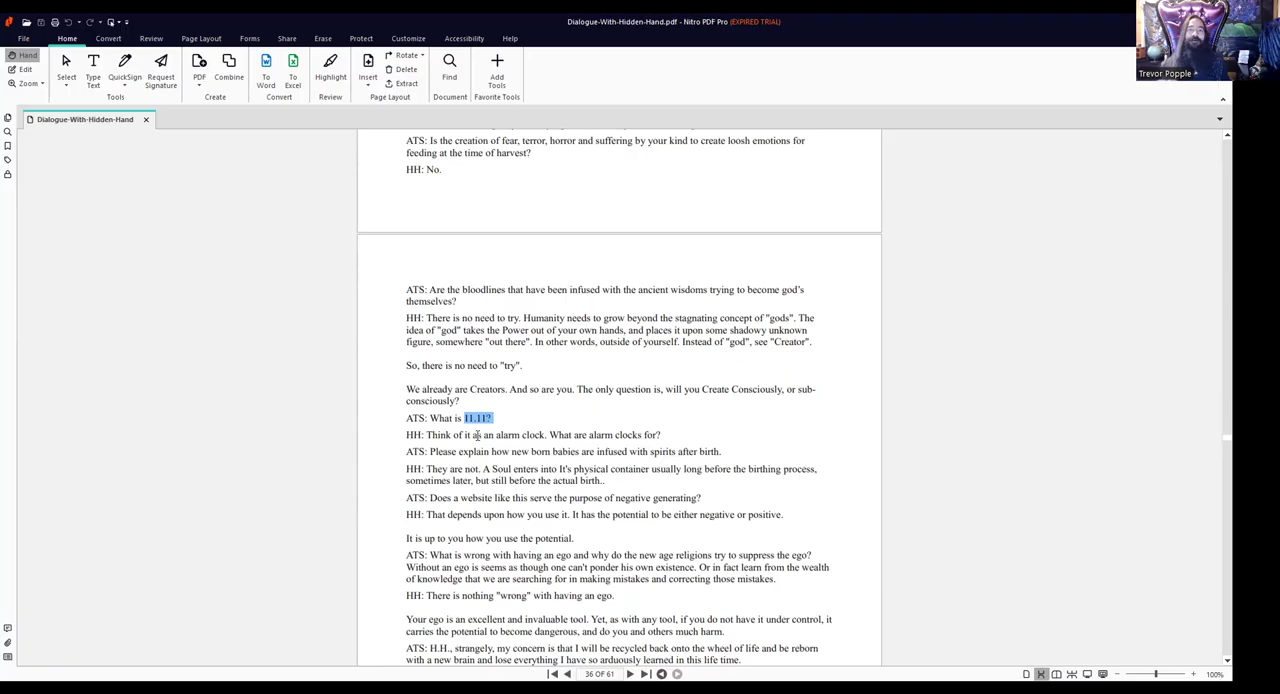 Dialogue-With-Hidden-Hand.pdf - Nitro PDF Pro (EXPIRED TRIAL)
File Home Convert Review Page Layout Forms Share Erase Protect Customize Accessibility Help
Hand
Edit
Zoom
Select
Type Text
QuickSign
Request Signature
Tools
PDF
Combine
Create
To Word
To Excel
Convert
Highlight
Review
Insert
Rotate
Delete
Extract
Page Layout
Find
Document
Add Tools
Favorite Tools
Trevor Popple
Dialogue-With-Hidden-Hand
ATS: Is the creation of fear, terror, horror and suffering by your kind to create loosh emotions for
feeding at the time of harvest?
HH: No.
ATS: Are the bloodlines that have been infused with the ancient wisdoms trying to become god's
themselves?
HH: There is no need to try. Humanity needs to grow beyond the stagnating concept of "gods". The
idea of "god" takes the Power out of your own hands, and places it upon some shadowy unknown
figure, somewhere "out there". In other words, outside of yourself. Instead of "god", see "Creator".
So, there is no need to "try".
We already are Creators. And so are you. The only question is, will you Create Consciously, or sub-
consciously?
ATS: What is 11.11?
HH: Think of it as an alarm clock. What are alarm clocks for?
ATS: Please explain how new born babies are infused with spirits after birth.
HH: They are not. A Soul enters into It's physical container usually long before the birthing process,
sometimes later, but still before the actual birth..
ATS: Does a website like this serve the purpose of negative generating?
HH: That depends upon how you use it. It has the potential to be either negative or positive.
It is up to you how you use the potential.
ATS: What is wrong with having an ego and why do the new age religions try to suppress the ego?
Without an ego is seems as though one can't ponder his own existence. Or in fact learn from the wealth
of knowledge that we are searching for in making mistakes and correcting those mistakes.
HH: There is nothing "wrong" with having an ego.
Your ego is an excellent and invaluable tool. Yet, as with any tool, if you do not have it under control, it
carries the potential to become dangerous, and do you and others much harm.
ATS: H.H., strangely, my concern is that I will be recycled back onto the wheel of life and be reborn
with a new brain and lose everything I have so arduously learned in this life time.
36 OF 61
100%